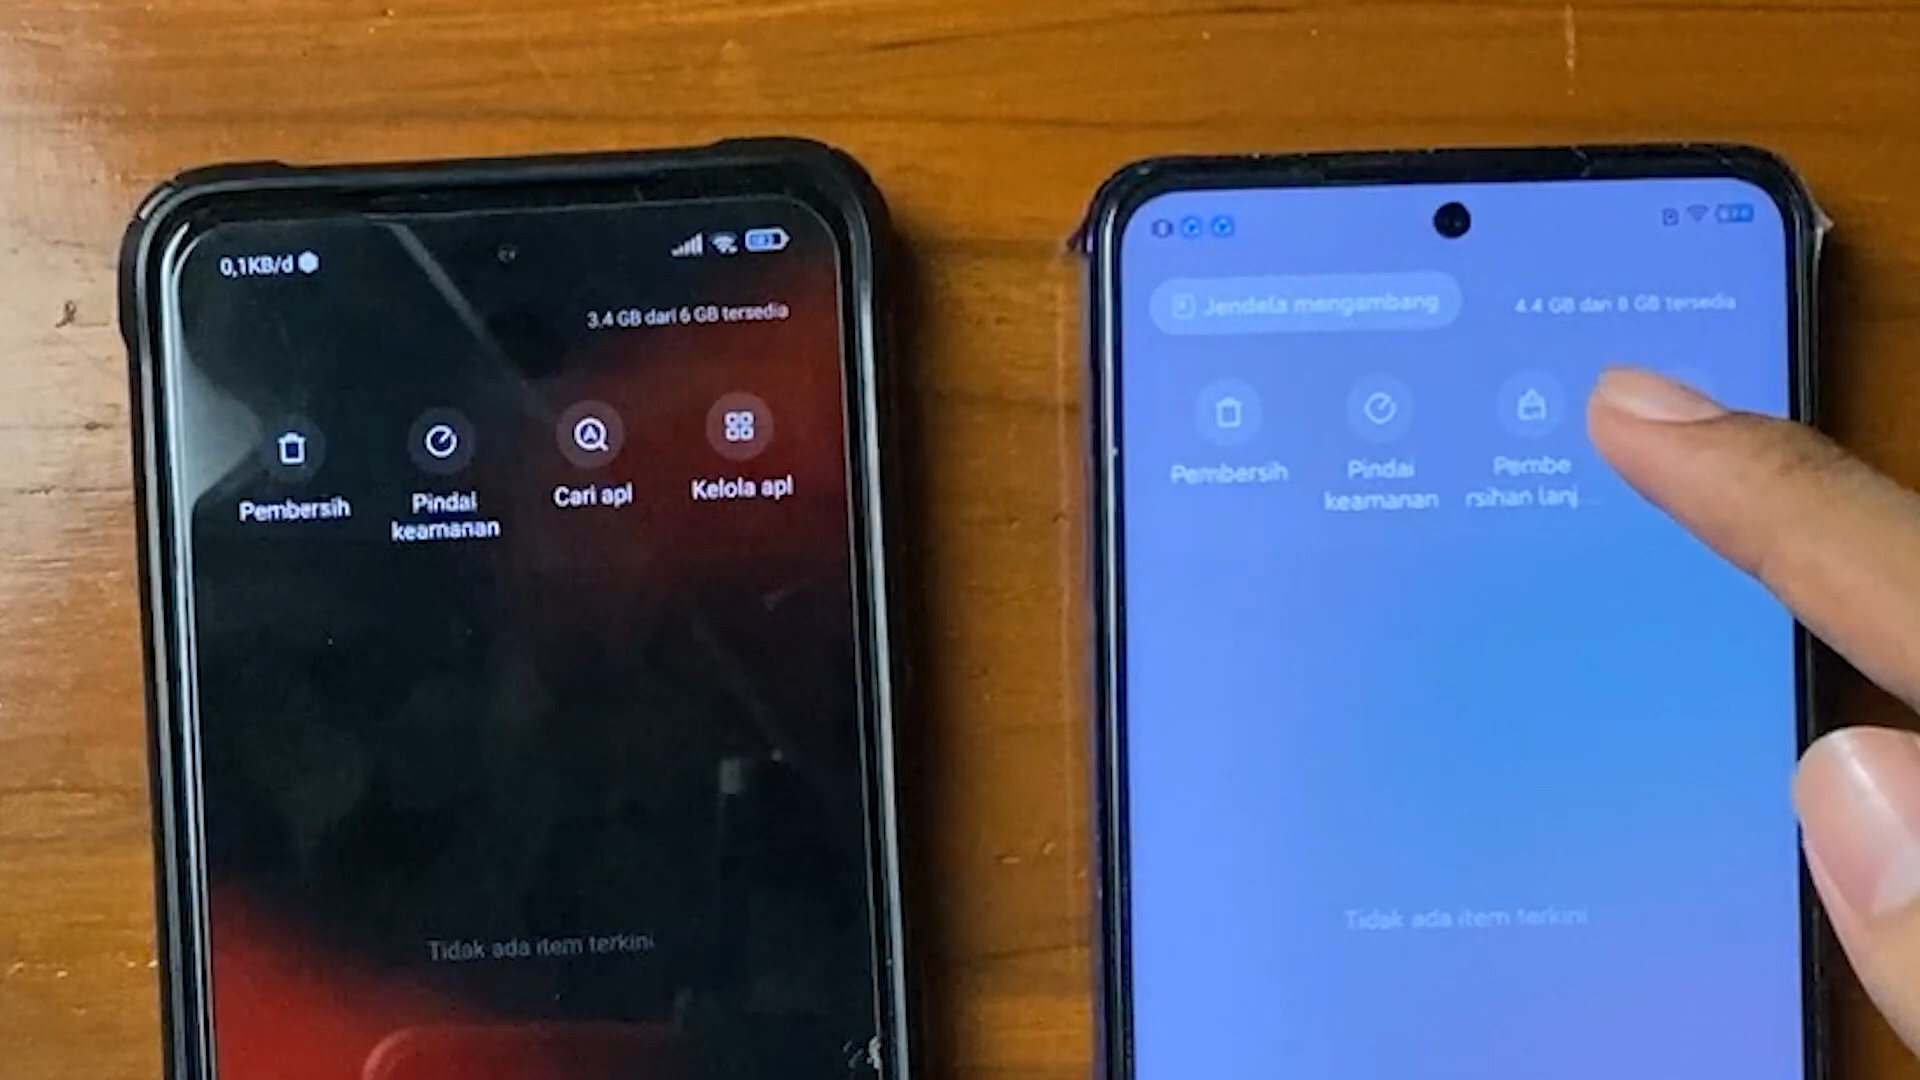 0,1KB/d
3.4 GB dari 6 GB tersedia
Pembersih
Pindai
keamanan
Cari apl
Kelola apl
Tidak ada item terkini
Jendela mengambang
4.4 GB dari 8 GB tersedia
Pembersih
Pindai
keamanan
Pembe
rsihan lanj...
Tidak ada item terkini